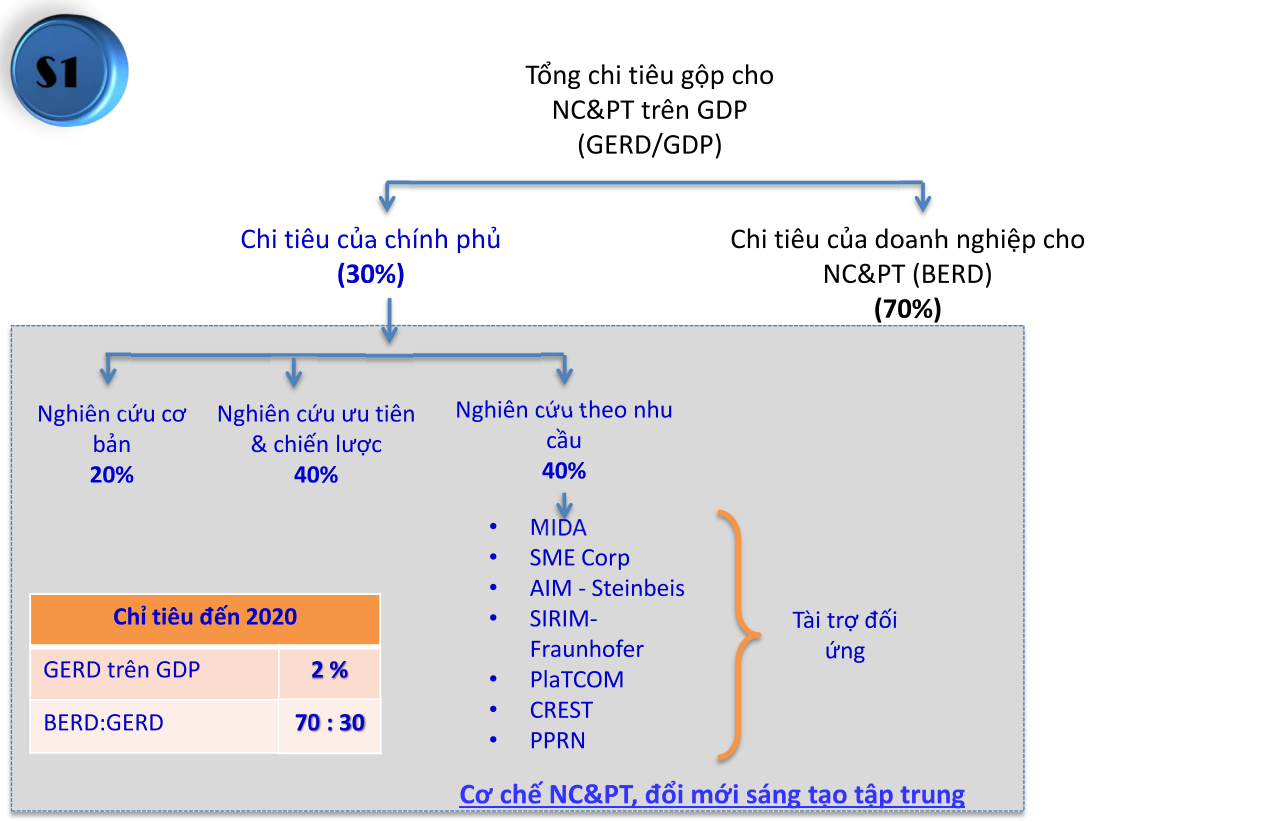 S1
Tổng chi tiêu gộp cho
NC&PT trên GDP
(GERD/GDP)
Chi tiêu của chính phủ
(30%)
Chi tiêu của doanh nghiệp cho
NC&PT (BERD)
(70%)
Nghiên cứu cơ
bản
20%
Nghiên cứu ưu tiên
& chiến lược
40%
Nghiên cứu theo nhu
cầu
40%
• MIDA
• SME Corp
• AIM - Steinbeis
• SIRIM-
Fraunhofer
• PlaTCOM
• CREST
• PPRN
Tài trợ đối
ứng
Chỉ tiêu đến 2020
GERD trên GDP 2 %
BERD:GERD 70 : 30
Cơ chế NC&PT, đổi mới sáng tạo tập trung